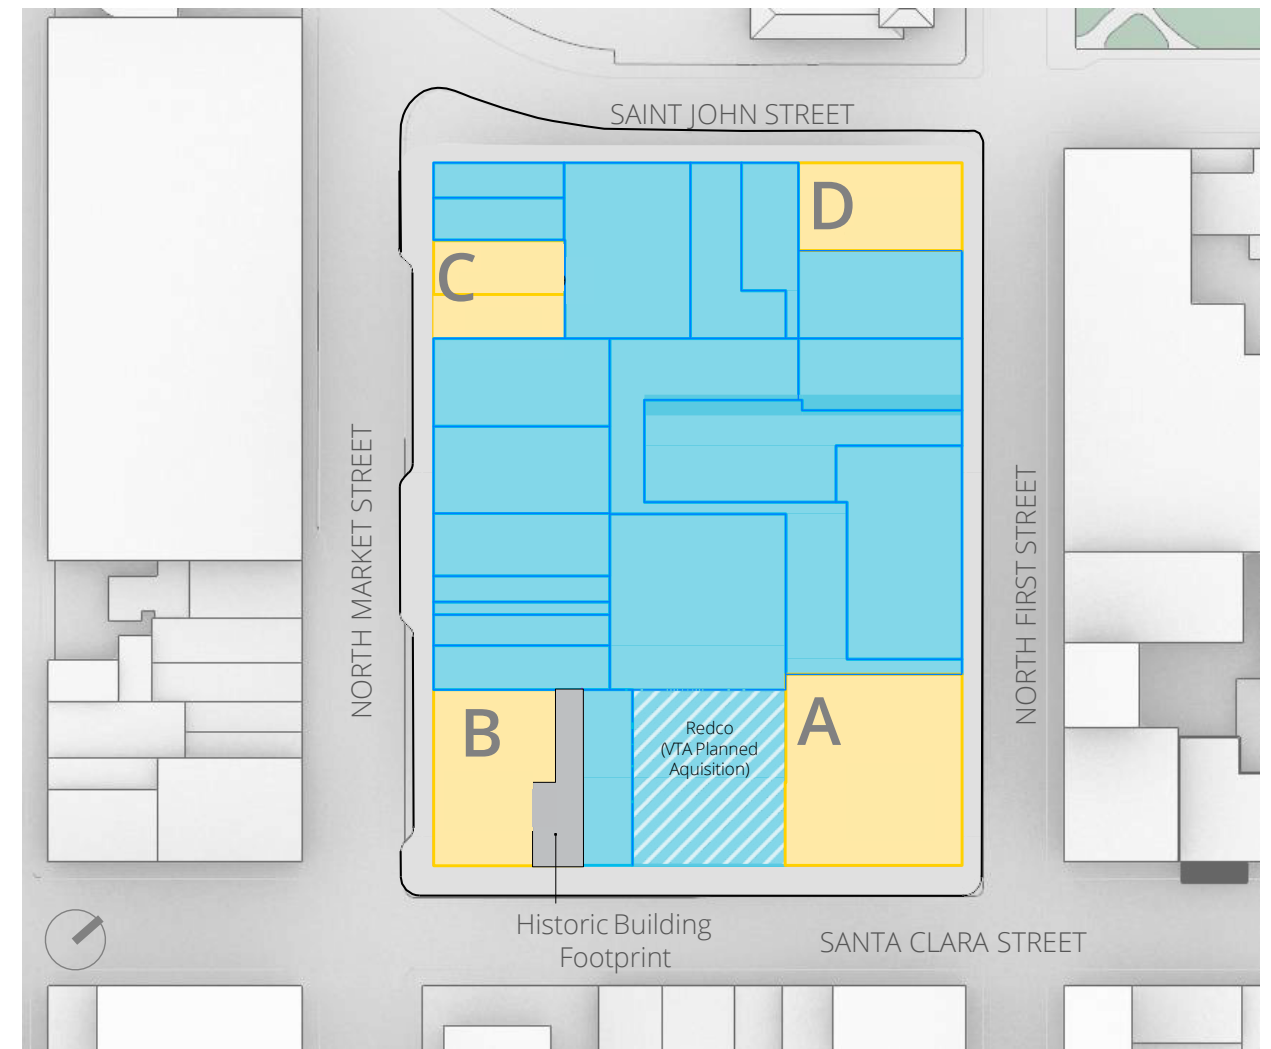 SAINT JOHN STREET
D
C
NORTH MARKET STREET
NORTH FIRST STREET
B
A
Redco
(VTA Planned
Aquisition)
Historic Building
Footprint
SANTA CLARA STREET